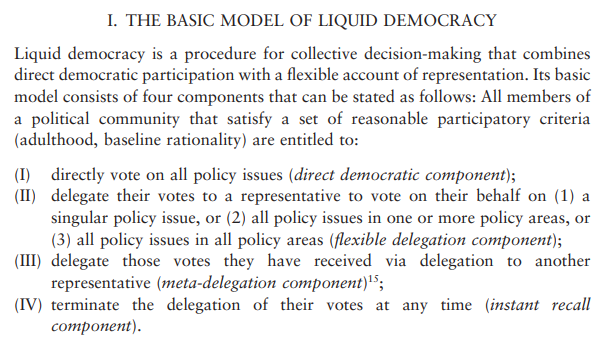 I. THE BASIC MODEL OF LIQUID DEMOCRACY
Liquid democracy is a procedure for collective decision-making that combines
direct democratic participation with a flexible account of representation. Its basic
model consists of four components that can be stated as follows: All members of
a political community that satisfy a set of reasonable participatory criteria
(adulthood, baseline rationality) are entitled to:
(I) directly vote on all policy issues (direct democratic component);
(II) delegate their votes to a representative to vote on their behalf on (1) a
singular policy issue, or (2) all policy issues in one or more policy areas, or
(3) all policy issues in all policy areas (flexible delegation component);
(III) delegate those votes they have received via delegation to another
representative (meta-delegation component)¹⁵;
(IV) terminate the delegation of their votes at any time (instant recall
component).